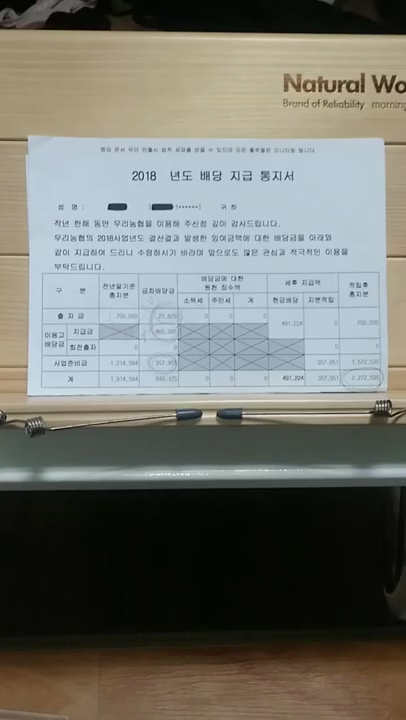 Natural Wo
Brand of Reliability morning
2018 년도 배당 지급 통지서
성 명 : 귀하
작년 한해 동안 우리농협을 이용해 주신점 깊이 감사드립니다.
우리농협의 2018사업년도 결산결과 발생한 잉여금액에 대한 배당금을 아래와
같이 지급하여 드리니 수령하시기 바라며 앞으로도 많은 관심과 적극적인 이용을
부탁드립니다.
구 분 전년말기준 총지분 금차배당금 배당금에 대한 원천 징수액 세후 지급액 적립후 총지분
소득세 주민세 계 현금배당 지분적립
출 자 금 700,000 25,829 0 0 0 491,224 0 700,000
이용고 배당금 지급금
회전출자 0 0 0 0
사업준비금 1,214,584 357,951 357,951 1,572,535
계 1,914,584 0 0 0 491,224 357,951 2,272,535